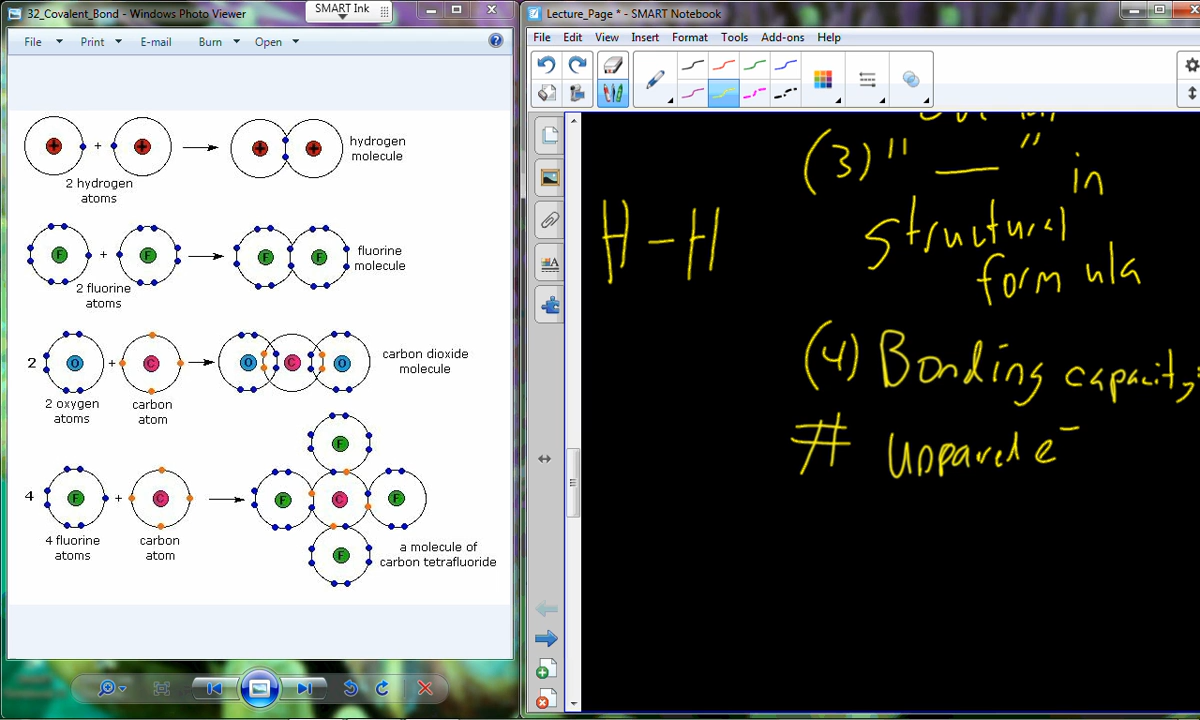 32_Covalent_Bond - Windows Photo Viewer
SMART Ink
File Print E-mail Burn Open
+ + + → + +
hydrogen
molecule
2 hydrogen
atoms
F + F → F F
fluorine
molecule
2 fluorine
atoms
2 O + C → O C O
carbon dioxide
molecule
2 oxygen
atoms
carbon
atom
F
4 F + C → F C F
F
4 fluorine
atoms
carbon
atom
a molecule of
carbon tetrafluoride
Lecture_Page * - SMART Notebook
File Edit View Insert Format Tools Add-ons Help
(3) " — " in
structural
formula
H - H
(4) Bonding capacity
# unpared e⁻